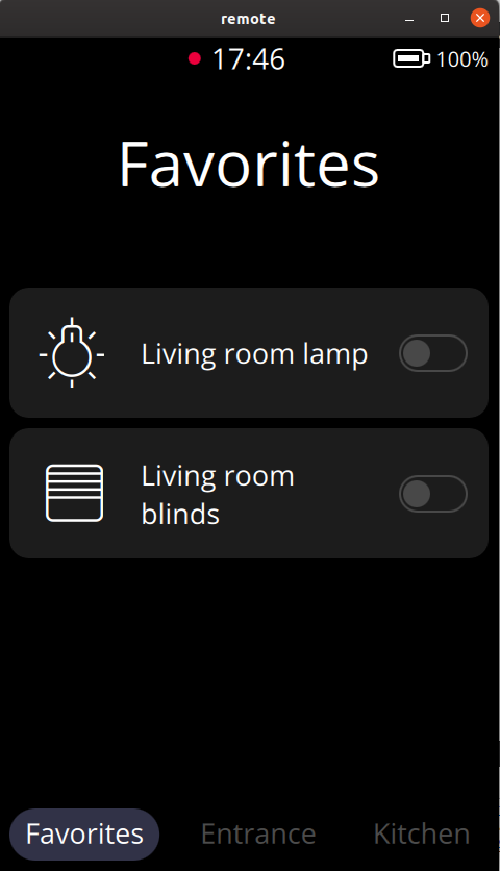 remote
17:46
100%
Favorites
Living room lamp
Living room
blinds
Favorites
Entrance
Kitchen